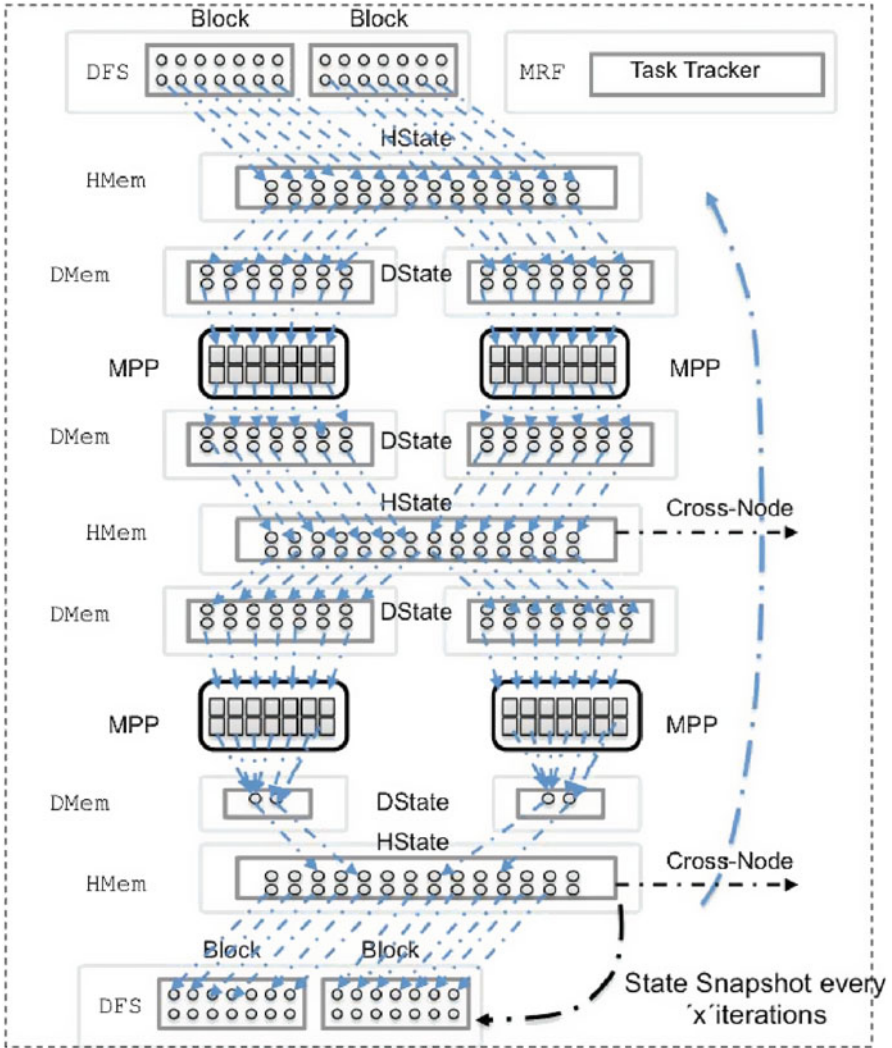 Block Block
DFS MRF Task Tracker
HState
HMem
DMem DState
MPP MPP
DMem DState
HState
HMem Cross-Node
DMem DState
MPP MPP
DMem DState
HState
HMem Cross-Node
Block Block
DFS
State Snapshot every
´x´iterations